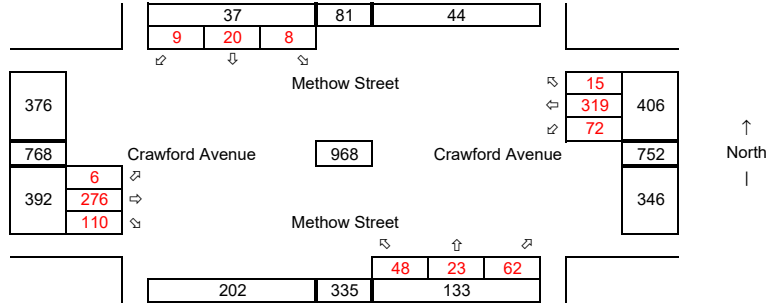 37 81 44
9 20 8
Methow Street
376 15 406
319
72
↑
768 Crawford Avenue 968 Crawford Avenue 752 North
392 6 346
276
110
Methow Street
48 23 62
202 335 133